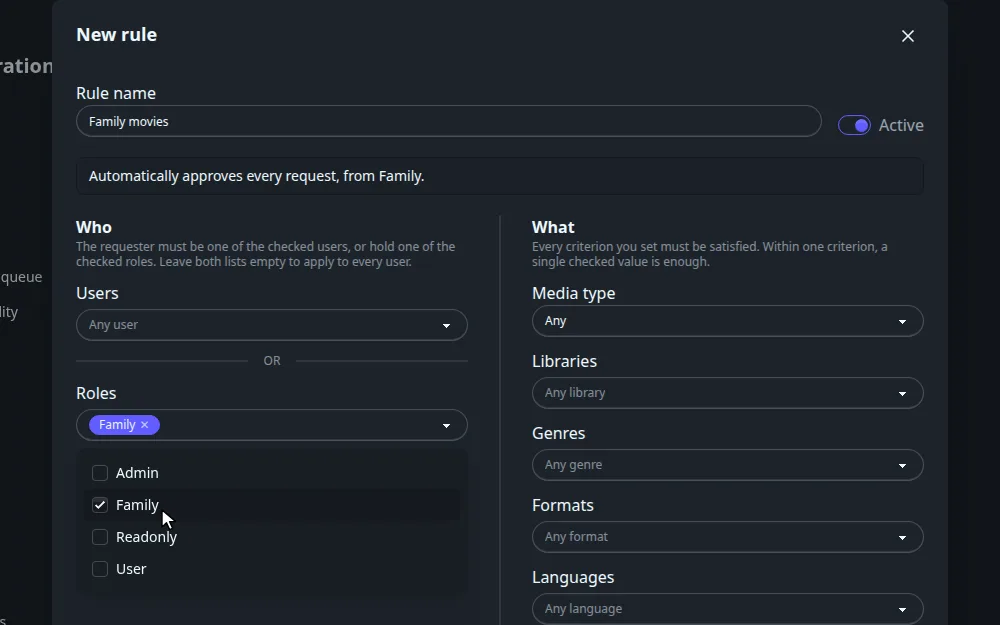 New rule
ration
Rule name
Family movies
Active
Automatically approves every request, from Family.
Who
The requester must be one of the checked users, or hold one of the
checked roles. Leave both lists empty to apply to every user.
What
Every criterion you set must be satisfied. Within one criterion, a
single checked value is enough.
queue
lity
Users
Any user
OR
Roles
Family ×
Admin
Family
Readonly
User
Media type
Any
Libraries
Any library
Genres
Any genre
Formats
Any format
Languages
Any language
s